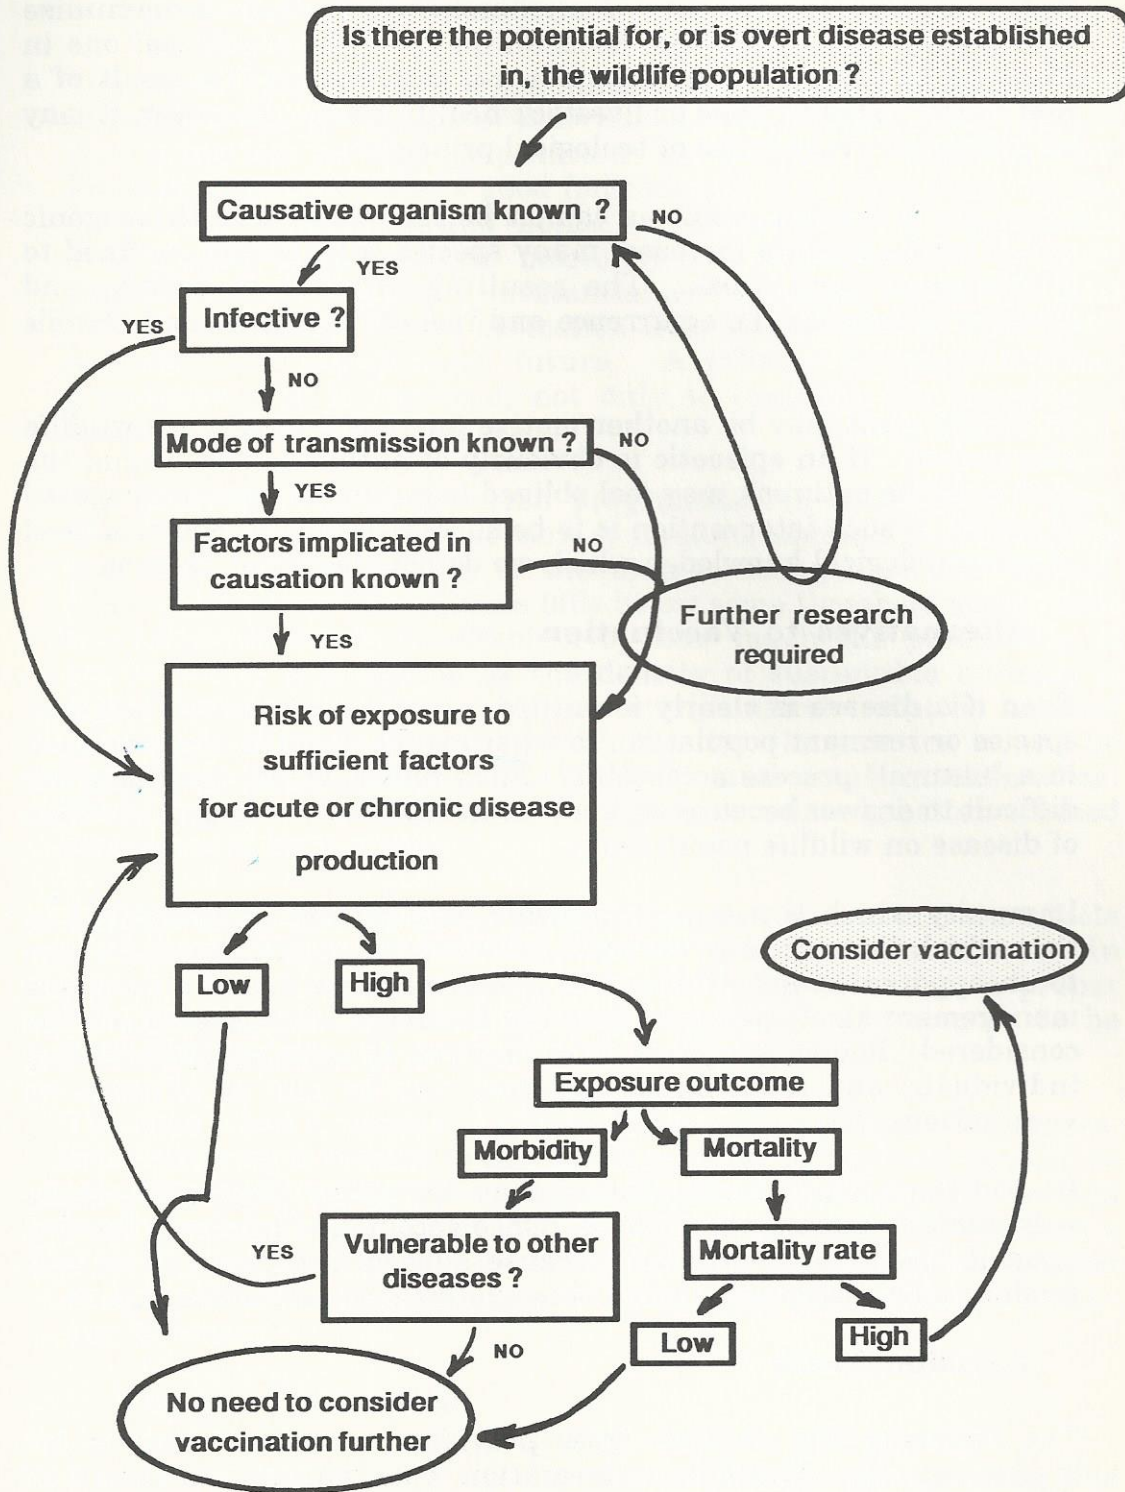 Is there the potential for, or is overt disease established
in, the wildlife population ?
Causative organism known ?
NO
YES
Infective ?
YES
NO
Mode of transmission known ?
NO
YES
Factors implicated in
causation known ?
NO
YES
Further research
required
Risk of exposure to
sufficient factors
for acute or chronic disease
production
Low
High
Consider vaccination
Exposure outcome
Morbidity
Mortality
Vulnerable to other
diseases ?
YES
NO
Mortality rate
Low
High
No need to consider
vaccination further